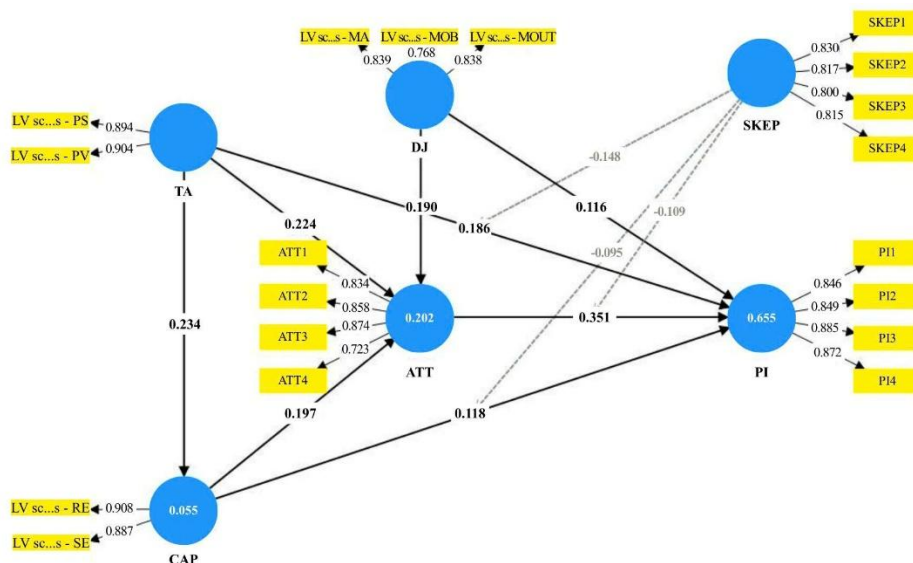 LV sc...s - MA
LV sc...s - MOB
LV sc...s - MOUT
0.839
0.768
0.838
DJ
SKEP1
SKEP2
SKEP3
SKEP4
0.830
0.817
0.800
0.815
SKEP
LV sc...s - PS
LV sc...s - PV
0.894
0.904
TA
-0.148
-0.109
-0.095
0.190
0.116
0.186
0.224
0.234
ATT1
ATT2
ATT3
ATT4
0.834
0.858
0.874
0.723
0.202
ATT
0.351
0.655
PI
0.846
0.849
0.885
0.872
PI1
PI2
PI3
PI4
0.197
0.118
LV sc...s - RE
LV sc...s - SE
0.908
0.887
0.055
CAP